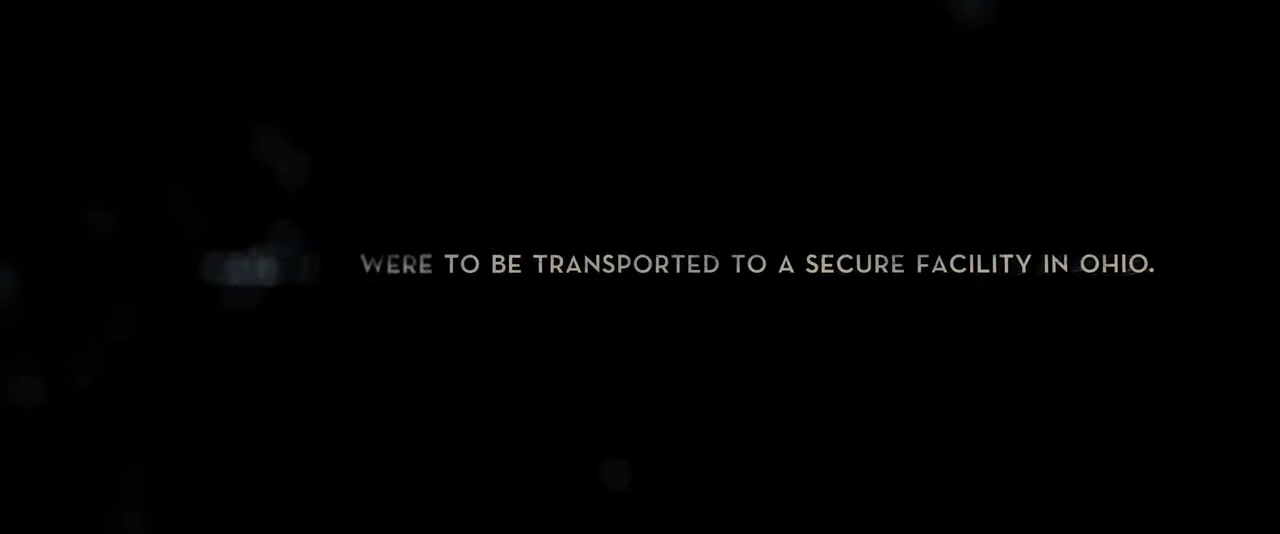 WERE TO BE TRANSPORTED TO A SECURE FACILITY IN OHIO.